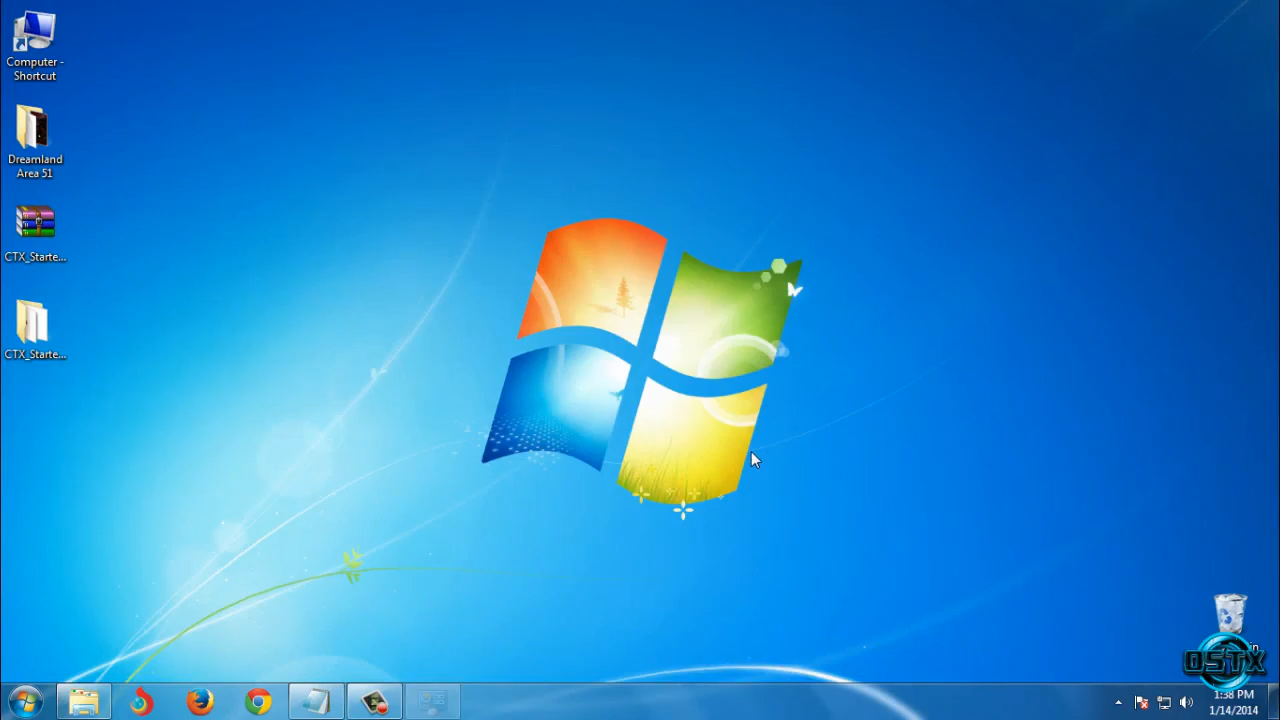 Computer -
Shortcut
Dreamland
Area 51
CTX_Starte...
CTX_Starte...
OSTX
1:38 PM
1/14/2014